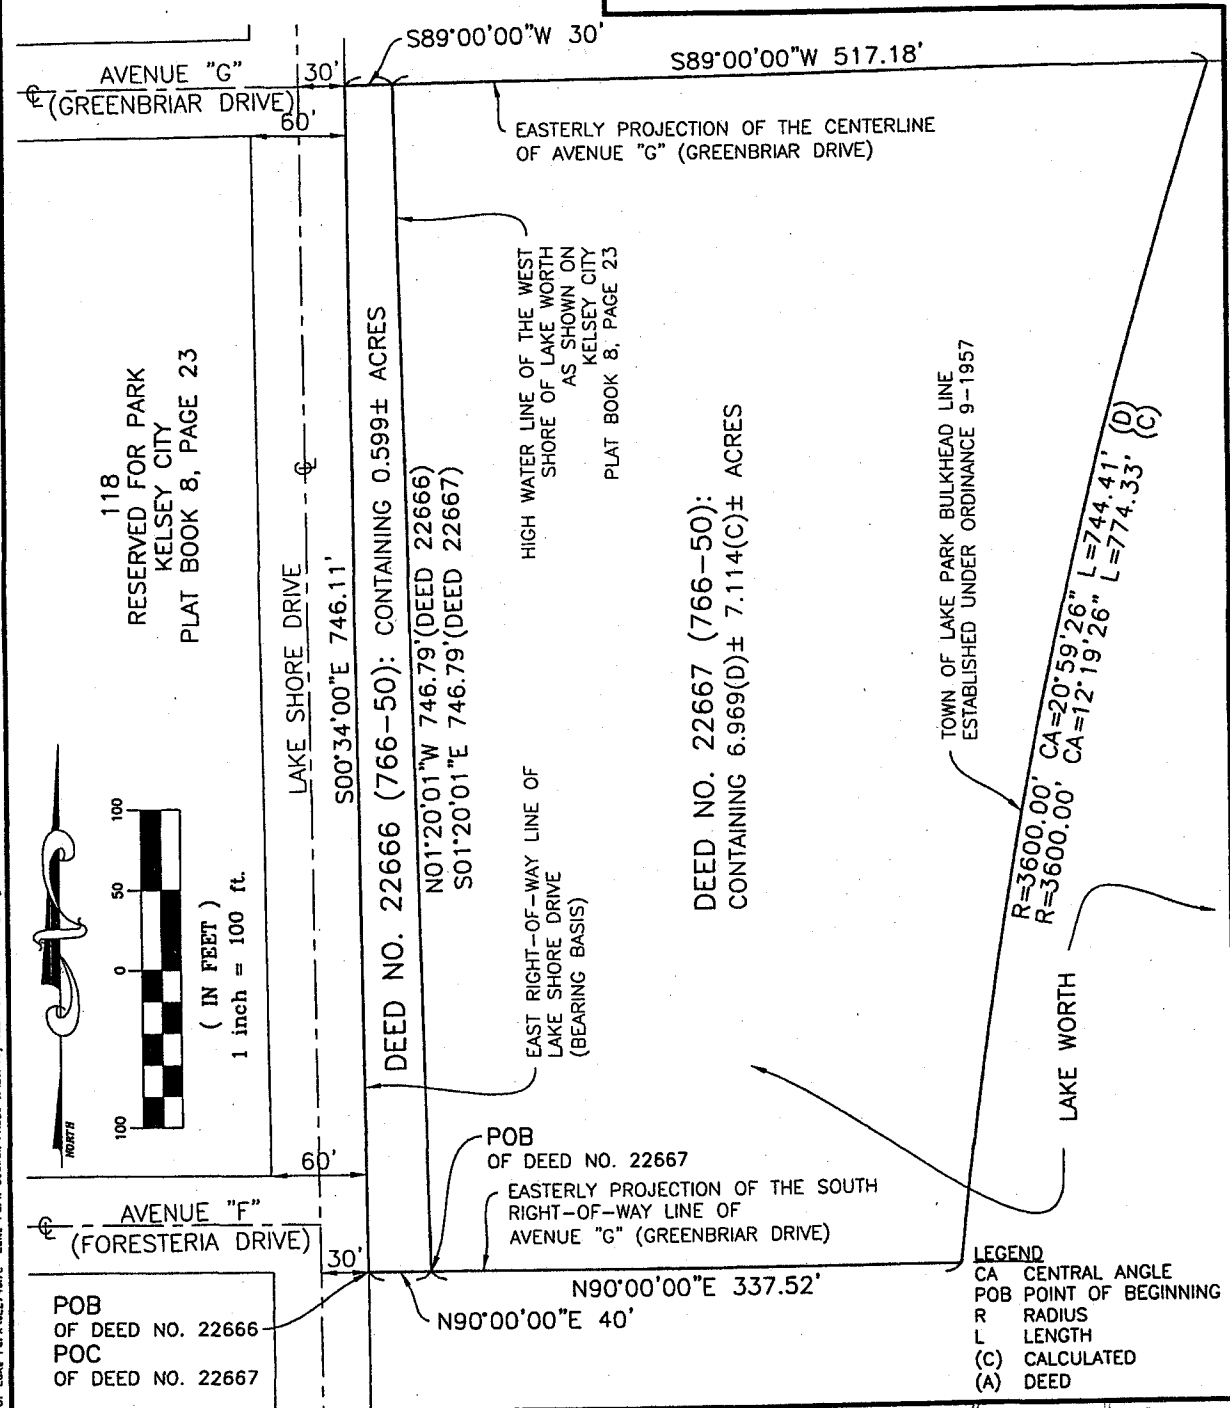 S89°00'00"W 30'
S89°00'00"W 517.18'
AVENUE "G"
(GREENBRIAR DRIVE)
30'
60'
EASTERLY PROJECTION OF THE CENTERLINE
OF AVENUE "G" (GREENBRIAR DRIVE)
118
RESERVED FOR PARK
KELSEY CITY
PLAT BOOK 8, PAGE 23
LAKE SHORE DRIVE
S00°34'00"E 746.11'
DEED NO. 22666 (766-50): CONTAINING 0.599± ACRES
N01°20'01"W 746.79'(DEED 22666)
S01°20'01"E 746.79'(DEED 22667)
HIGH WATER LINE OF THE WEST
SHORE OF LAKE WORTH
AS SHOWN ON
KELSEY CITY
PLAT BOOK 8, PAGE 23
DEED NO. 22667 (766-50):
CONTAINING 6.969(D)± 7.114(C)± ACRES
TOWN OF LAKE PARK BULKHEAD LINE
ESTABLISHED UNDER ORDINANCE 9-1957
R=3600.00' CA=20°59'26" L=744.41' (D)
R=3600.00' CA=12°19'26" L=774.33' (C)
LAKE WORTH
EAST RIGHT-OF-WAY LINE OF
LAKE SHORE DRIVE
(BEARING BASIS)
100
50
0
100
( IN FEET )
1 inch = 100 ft.
NORTH
60'
POB
OF DEED NO. 22667
EASTERLY PROJECTION OF THE SOUTH
RIGHT-OF-WAY LINE OF
AVENUE "G" (GREENBRIAR DRIVE)
AVENUE "F"
(FORESTERIA DRIVE)
30'
N90°00'00"E 337.52'
N90°00'00"E 40'
POB
OF DEED NO. 22666
POC
OF DEED NO. 22667
LEGEND
CA CENTRAL ANGLE
POB POINT OF BEGINNING
R RADIUS
L LENGTH
(C) CALCULATED
(A) DEED